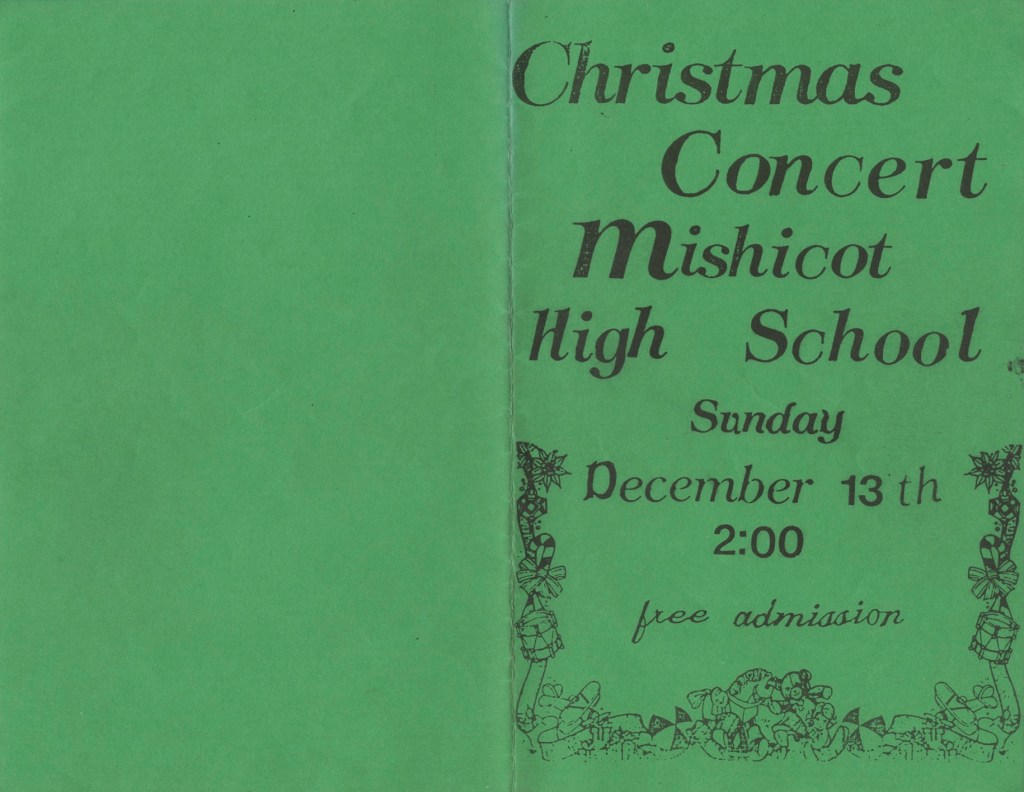 Christmas
Concert
Mishicot
High School
Sunday
December 13th
2:00
free admission